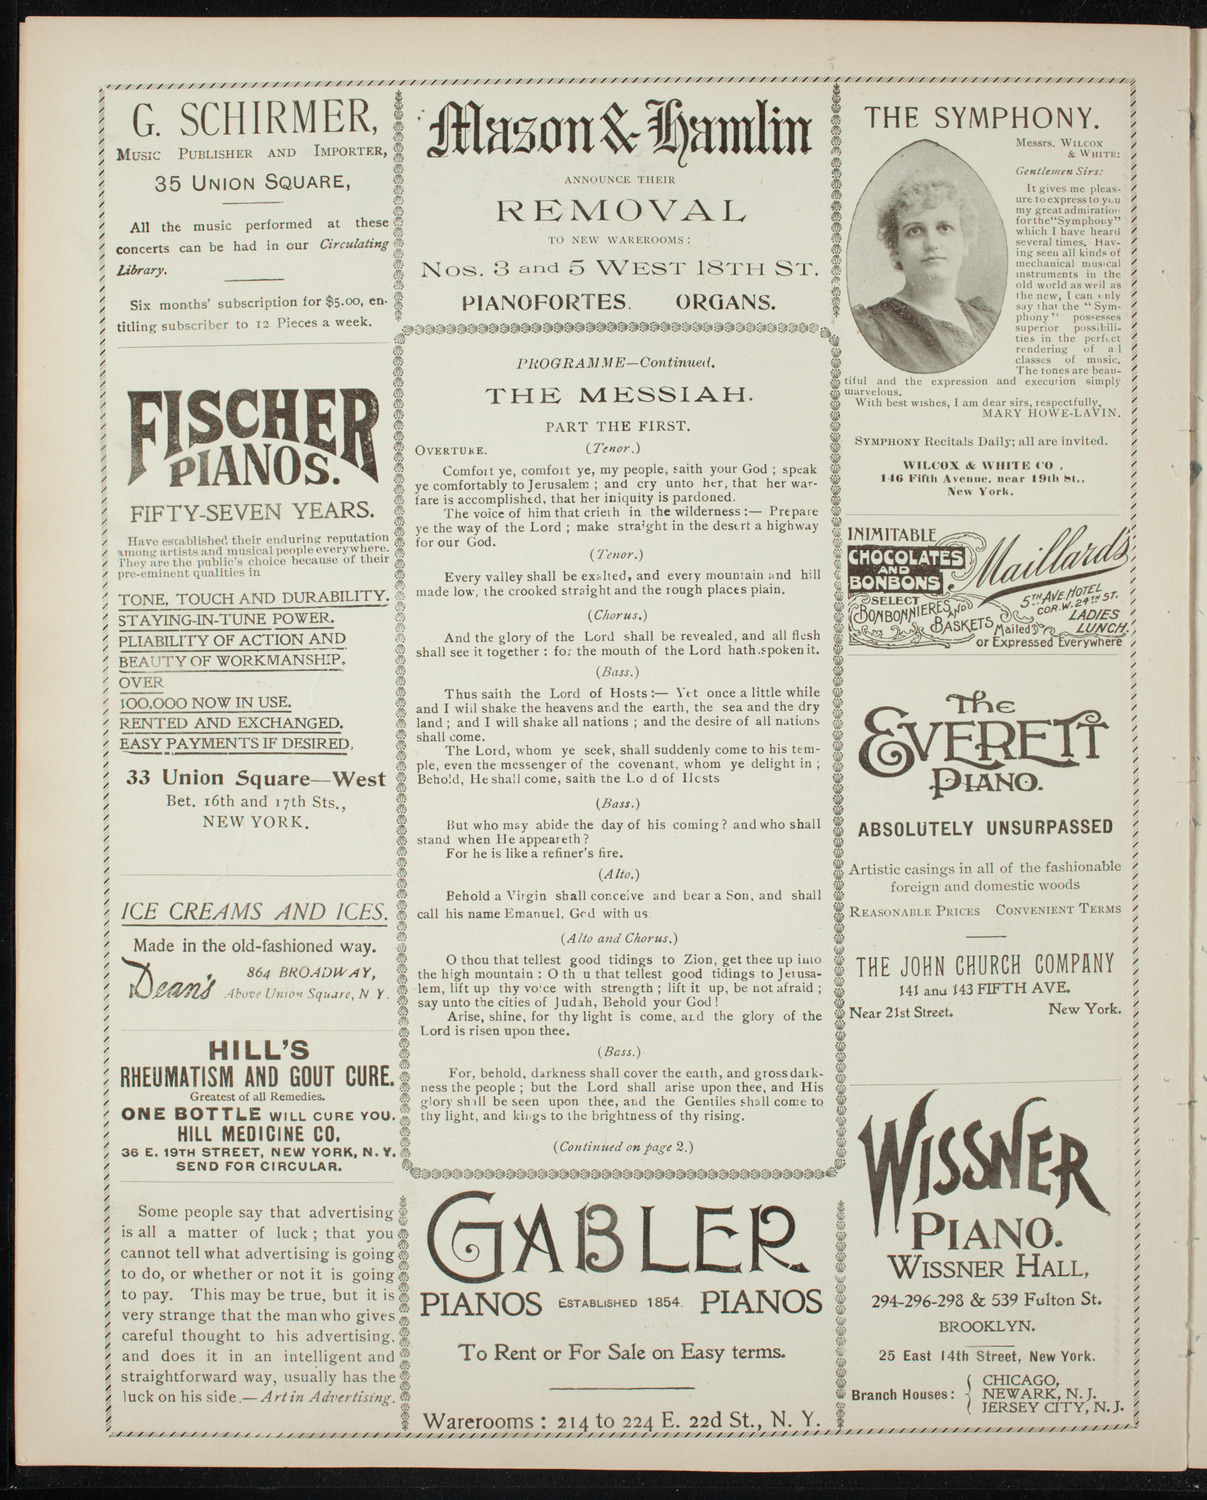 G. SCHIRMER,
MUSIC PUBLISHER AND IMPORTER,
35 UNION SQUARE,
All the music performed at these
concerts can be had in our Circulating
Library.
Six months' subscription for $5.00, en-
titling subscriber to 12 Pieces a week.
FISCHER
PIANOS.
FIFTY-SEVEN YEARS.
Have established their enduring reputation
among artists and musical people everywhere.
They are the public's choice because of their
pre-eminent qualities in
TONE, TOUCH AND DURABILITY.
STAYING-IN-TUNE POWER.
PLIABILITY OF ACTION AND
BEAUTY OF WORKMANSHIP.
OVER
100,000 NOW IN USE.
RENTED AND EXCHANGED.
EASY PAYMENTS IF DESIRED.
33 Union Square—West
Bet. 16th and 17th Sts.,
NEW YORK.
ICE CREAMS AND ICES.
Made in the old-fashioned way.
Dean's
864 BROADWAY,
Above Union Square, N. Y.
HILL'S
RHEUMATISM AND GOUT CURE.
Greatest of all Remedies.
ONE BOTTLE WILL CURE YOU.
HILL MEDICINE CO.
36 E. 19TH STREET, NEW YORK, N. Y.
SEND FOR CIRCULAR.
Some people say that advertising
is all a matter of luck; that you
cannot tell what advertising is going
to do, or whether or not it is going
to pay. This may be true, but it is
very strange that the man who gives
careful thought to his advertising,
and does it in an intelligent and
straightforward way, usually has the
luck on his side.—Art in Advertising.
Mason & Hamlin
ANNOUNCE THEIR
REMOVAL
TO NEW WAREROOMS:
Nos. 3 and 5 WEST 18TH ST.
PIANOFORTES. ORGANS.
PROGRAMME—Continued.
THE MESSIAH.
PART THE FIRST.
OVERTURE. (Tenor.)
Comfort ye, comfort ye, my people, saith your God; speak
ye comfortably to Jerusalem; and cry unto her, that her war-
fare is accomplished, that her iniquity is pardoned.
The voice of him that crieth in the wilderness:— Prepare
ye the way of the Lord; make straight in the desert a highway
for our God.
(Tenor.)
Every valley shall be exalted, and every mountain and hill
made low, the crooked straight and the rough places plain.
(Chorus.)
And the glory of the Lord shall be revealed, and all flesh
shall see it together: for the mouth of the Lord hath spoken it.
(Bass.)
Thus saith the Lord of Hosts:— Yet once a little while
and I will shake the heavens and the earth, the sea and the dry
land; and I will shake all nations; and the desire of all nations
shall come.
The Lord, whom ye seek, shall suddenly come to his tem-
ple, even the messenger of the covenant, whom ye delight in;
Behold, He shall come, saith the Lo d of Hosts
(Bass.)
But who may abide the day of his coming? and who shall
stand when He appeareth?
For he is like a refiner's fire.
(Alto.)
Behold a Virgin shall conceive and bear a Son, and shall
call his name Emanuel, God with us
(Alto and Chorus.)
O thou that tellest good tidings to Zion, get thee up into
the high mountain: O th u that tellest good tidings to Jerusa-
lem, lift up thy voice with strength; lift it up, be not afraid;
say unto the cities of Judah, Behold your God!
Arise, shine, for thy light is come, and the glory of the
Lord is risen upon thee.
(Bass.)
For, behold, darkness shall cover the earth, and gross dark-
ness the people; but the Lord shall arise upon thee, and His
glory shall be seen upon thee, and the Gentiles shall come to
thy light, and kings to the brightness of thy rising.
(Continued on page 2.)
GABLER
PIANOS ESTABLISHED 1854. PIANOS
To Rent or For Sale on Easy terms.
Warerooms: 214 to 224 E. 22d St., N. Y.
THE SYMPHONY.
Messrs. WILCOX
& WHITE:
Gentlemen Sirs:
It gives me pleas-
ure to express to you
my great admiration
for the "Symphony"
which I have heard
several times. Hav-
ing seen all kinds of
mechanical musical
instruments in the
old world as well as
the new, I can only
say that the "Sym-
phony" possesses
superior possibili-
ties in the perfect
rendering of all
classes of music.
The tones are beau-
tiful and the expression and execution simply
marvelous.
With best wishes, I am dear sirs, respectfully,
MARY HOWE-LAVIN.
SYMPHONY Recitals Daily; all are invited.
WILCOX & WHITE CO.,
146 Fifth Avenue, near 19th St.,
New York.
INIMITABLE
CHOCOLATES
AND
BONBONS.
Maillard's
SELECT
BONBONNIERES AND
BASKETS
5TH AVE HOTEL
COR. W. 24TH ST.
LADIES
LUNCH.
Mailed
or Expressed Everywhere
The
EVERETT
PIANO.
ABSOLUTELY UNSURPASSED
Artistic casings in all of the fashionable
foreign and domestic woods
REASONABLE PRICES CONVENIENT TERMS
THE JOHN CHURCH COMPANY
141 and 143 FIFTH AVE.
Near 21st Street. New York.
WISSNER
PIANO.
WISSNER HALL,
294-296-298 & 539 Fulton St.
BROOKLYN.
25 East 14th Street, New York.
Branch Houses: { CHICAGO,
NEWARK, N. J.
JERSEY CITY, N. J.